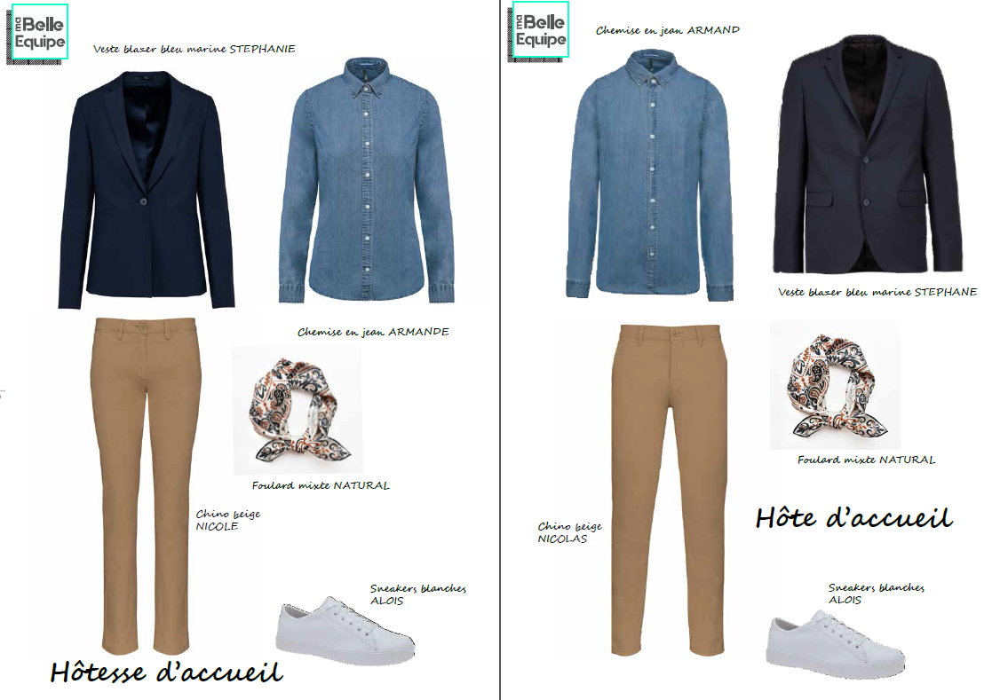 ma Belle
Equipe
Veste blazer bleu marine STEPHANIE
Chemise en jean ARMANDE
Foulard mixte NATURAL
Chino beige
NICOLE
Sneakers blanches
ALOIS
Hôtesse d'accueil
ma Belle
Equipe
Chemise en jean ARMAND
Veste blazer bleu marine STEPHANE
Foulard mixte NATURAL
Hôte d'accueil
Chino beige
NICOLAS
Sneakers blanches
ALOIS